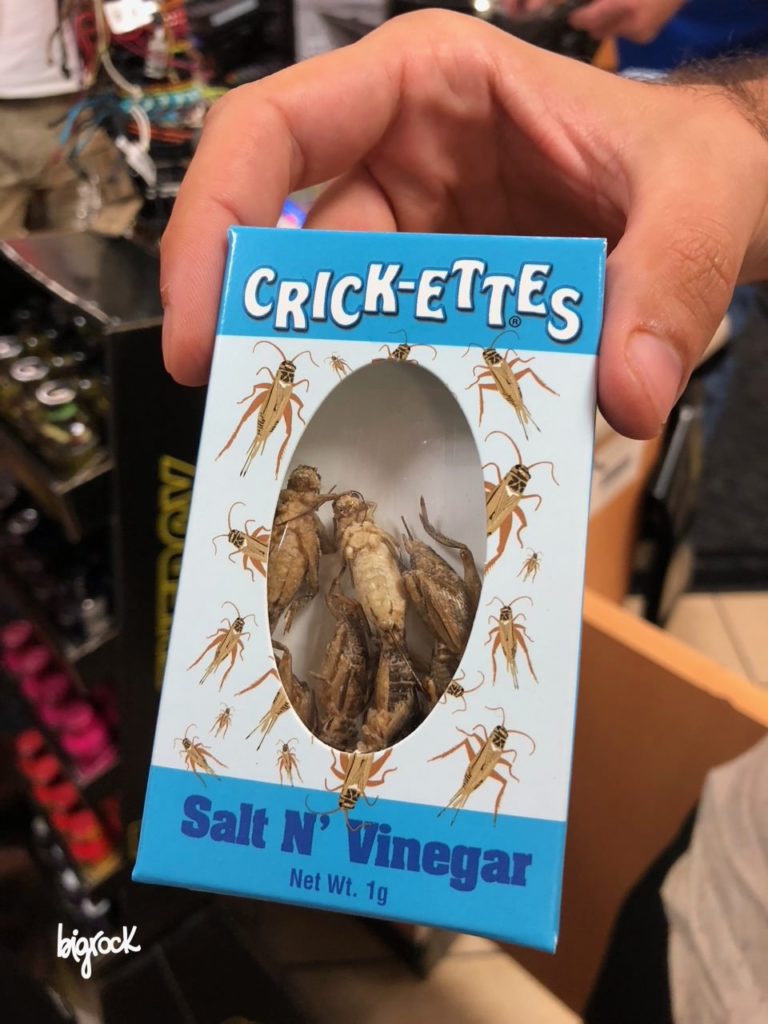 CRICK-ETTES®
Salt N' Vinegar
Net Wt. 1g
bigrock